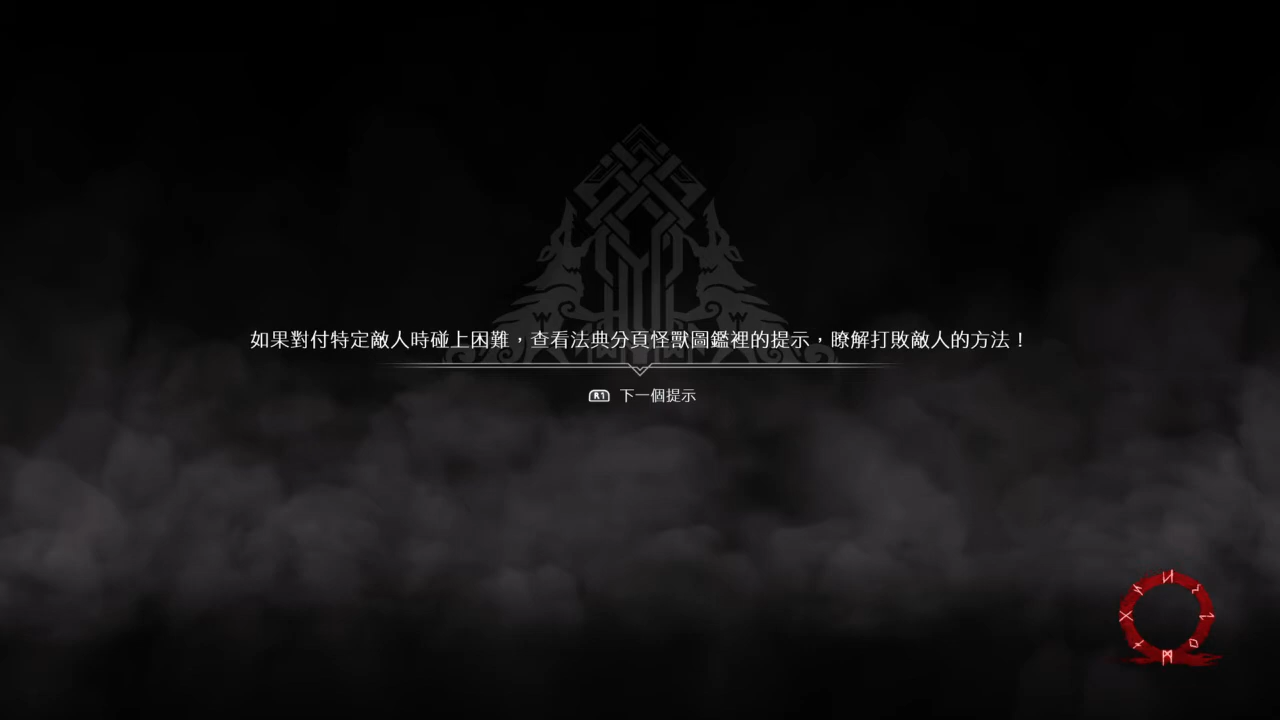 如果對付特定敵人時碰上困難，查看法典分頁怪獸圖鑑裡的提示，瞭解打敗敵人的方法！
R1 下一個提示